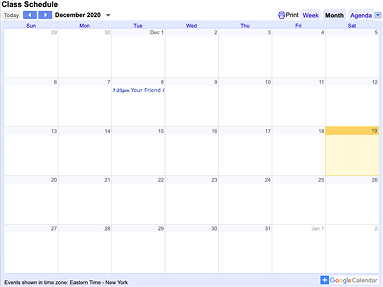 Class Schedule
Today December 2020 Print Week Month Agenda
Sun Mon Tue Wed Thu Fri Sat
29 30 Dec 1 2 3 4 5
6 7 8 9 10 11 12
7:23pm Your Friend
13 14 15 16 17 18 19
20 21 22 23 24 25 26
27 28 29 30 31 Jan 1 2
Events shown in time zone: Eastern Time - New York
GoogleCalendar